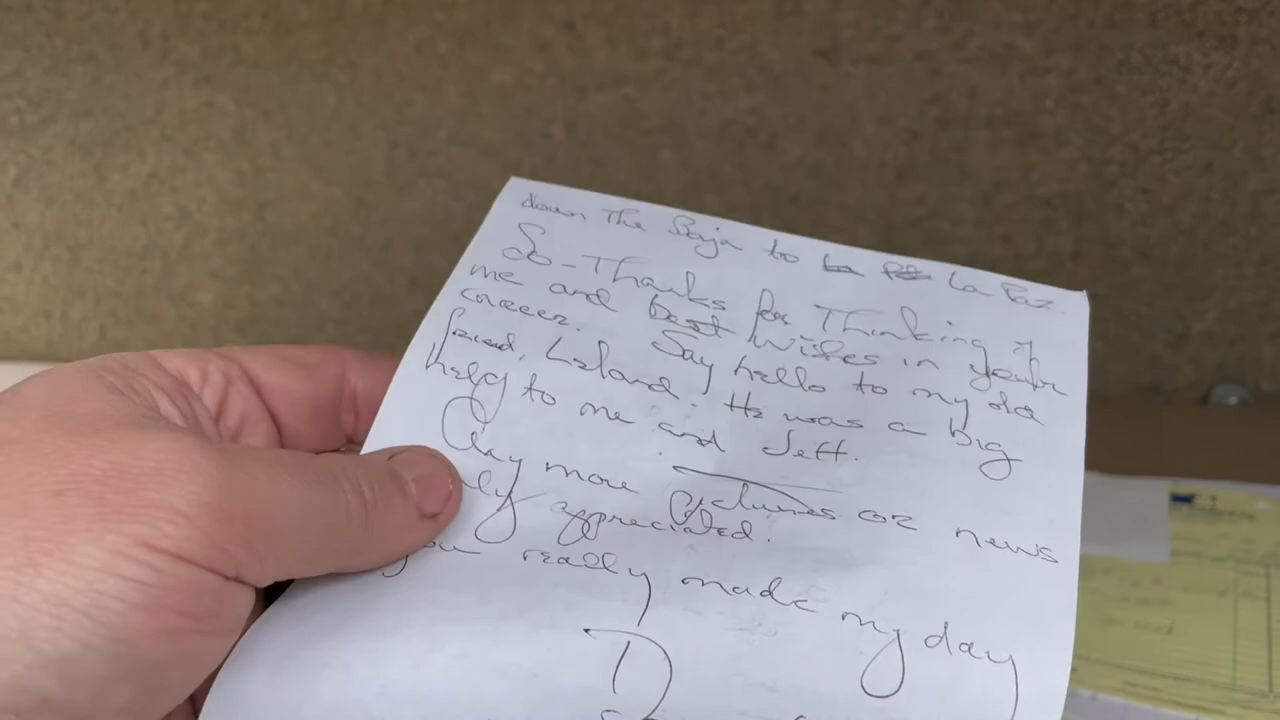 down The Baja to La Paz
So - Thanks for Thinking of
me and best wishes in your
career. Say hello to my old
friend, Leland. He was a big
help to me and Jeff.
Any more pictures or news
appreciated.
you really made my day
D